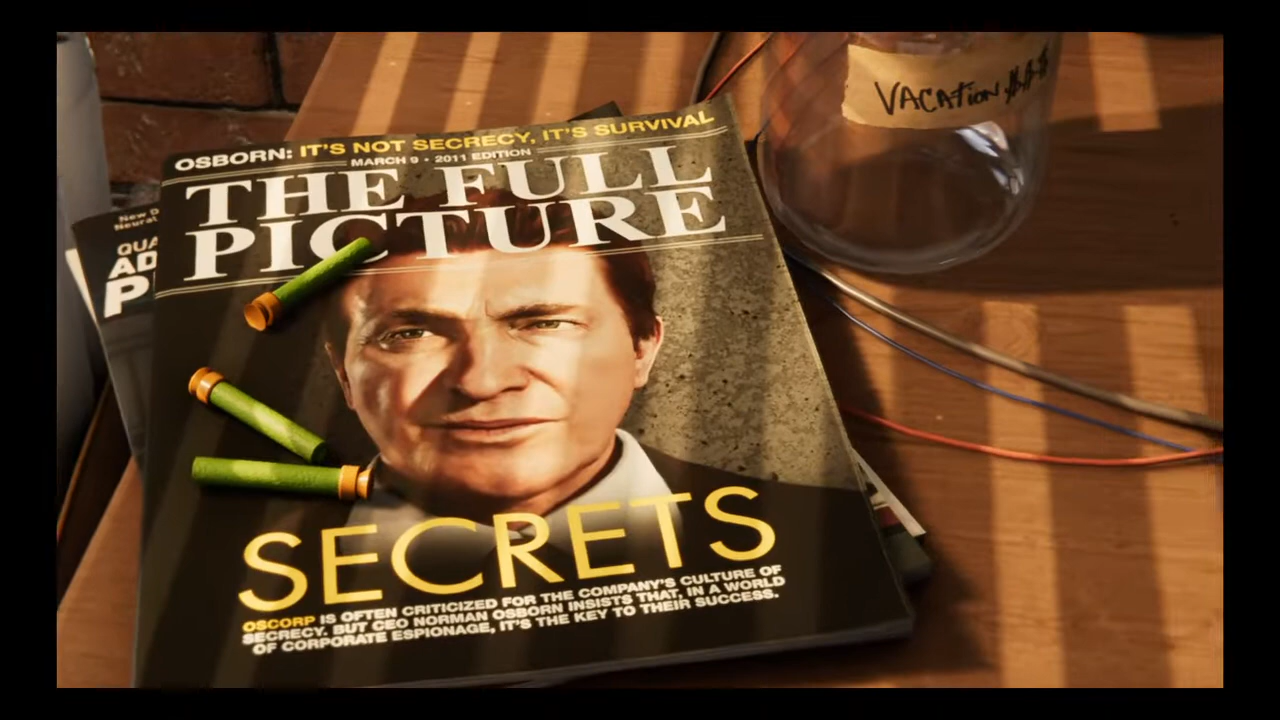 OSBORN: IT'S NOT SECRECY, IT'S SURVIVAL
MARCH 9 • 2011 EDITION
THE FULL
PICTURE
New D
Neural
QUA
AD
P
SECRETS
OSCORP IS OFTEN CRITICIZED FOR THE COMPANY'S CULTURE OF
SECRECY. BUT CEO NORMAN OSBORN INSISTS THAT, IN A WORLD
OF CORPORATE ESPIONAGE, IT'S THE KEY TO THEIR SUCCESS.
VACATION